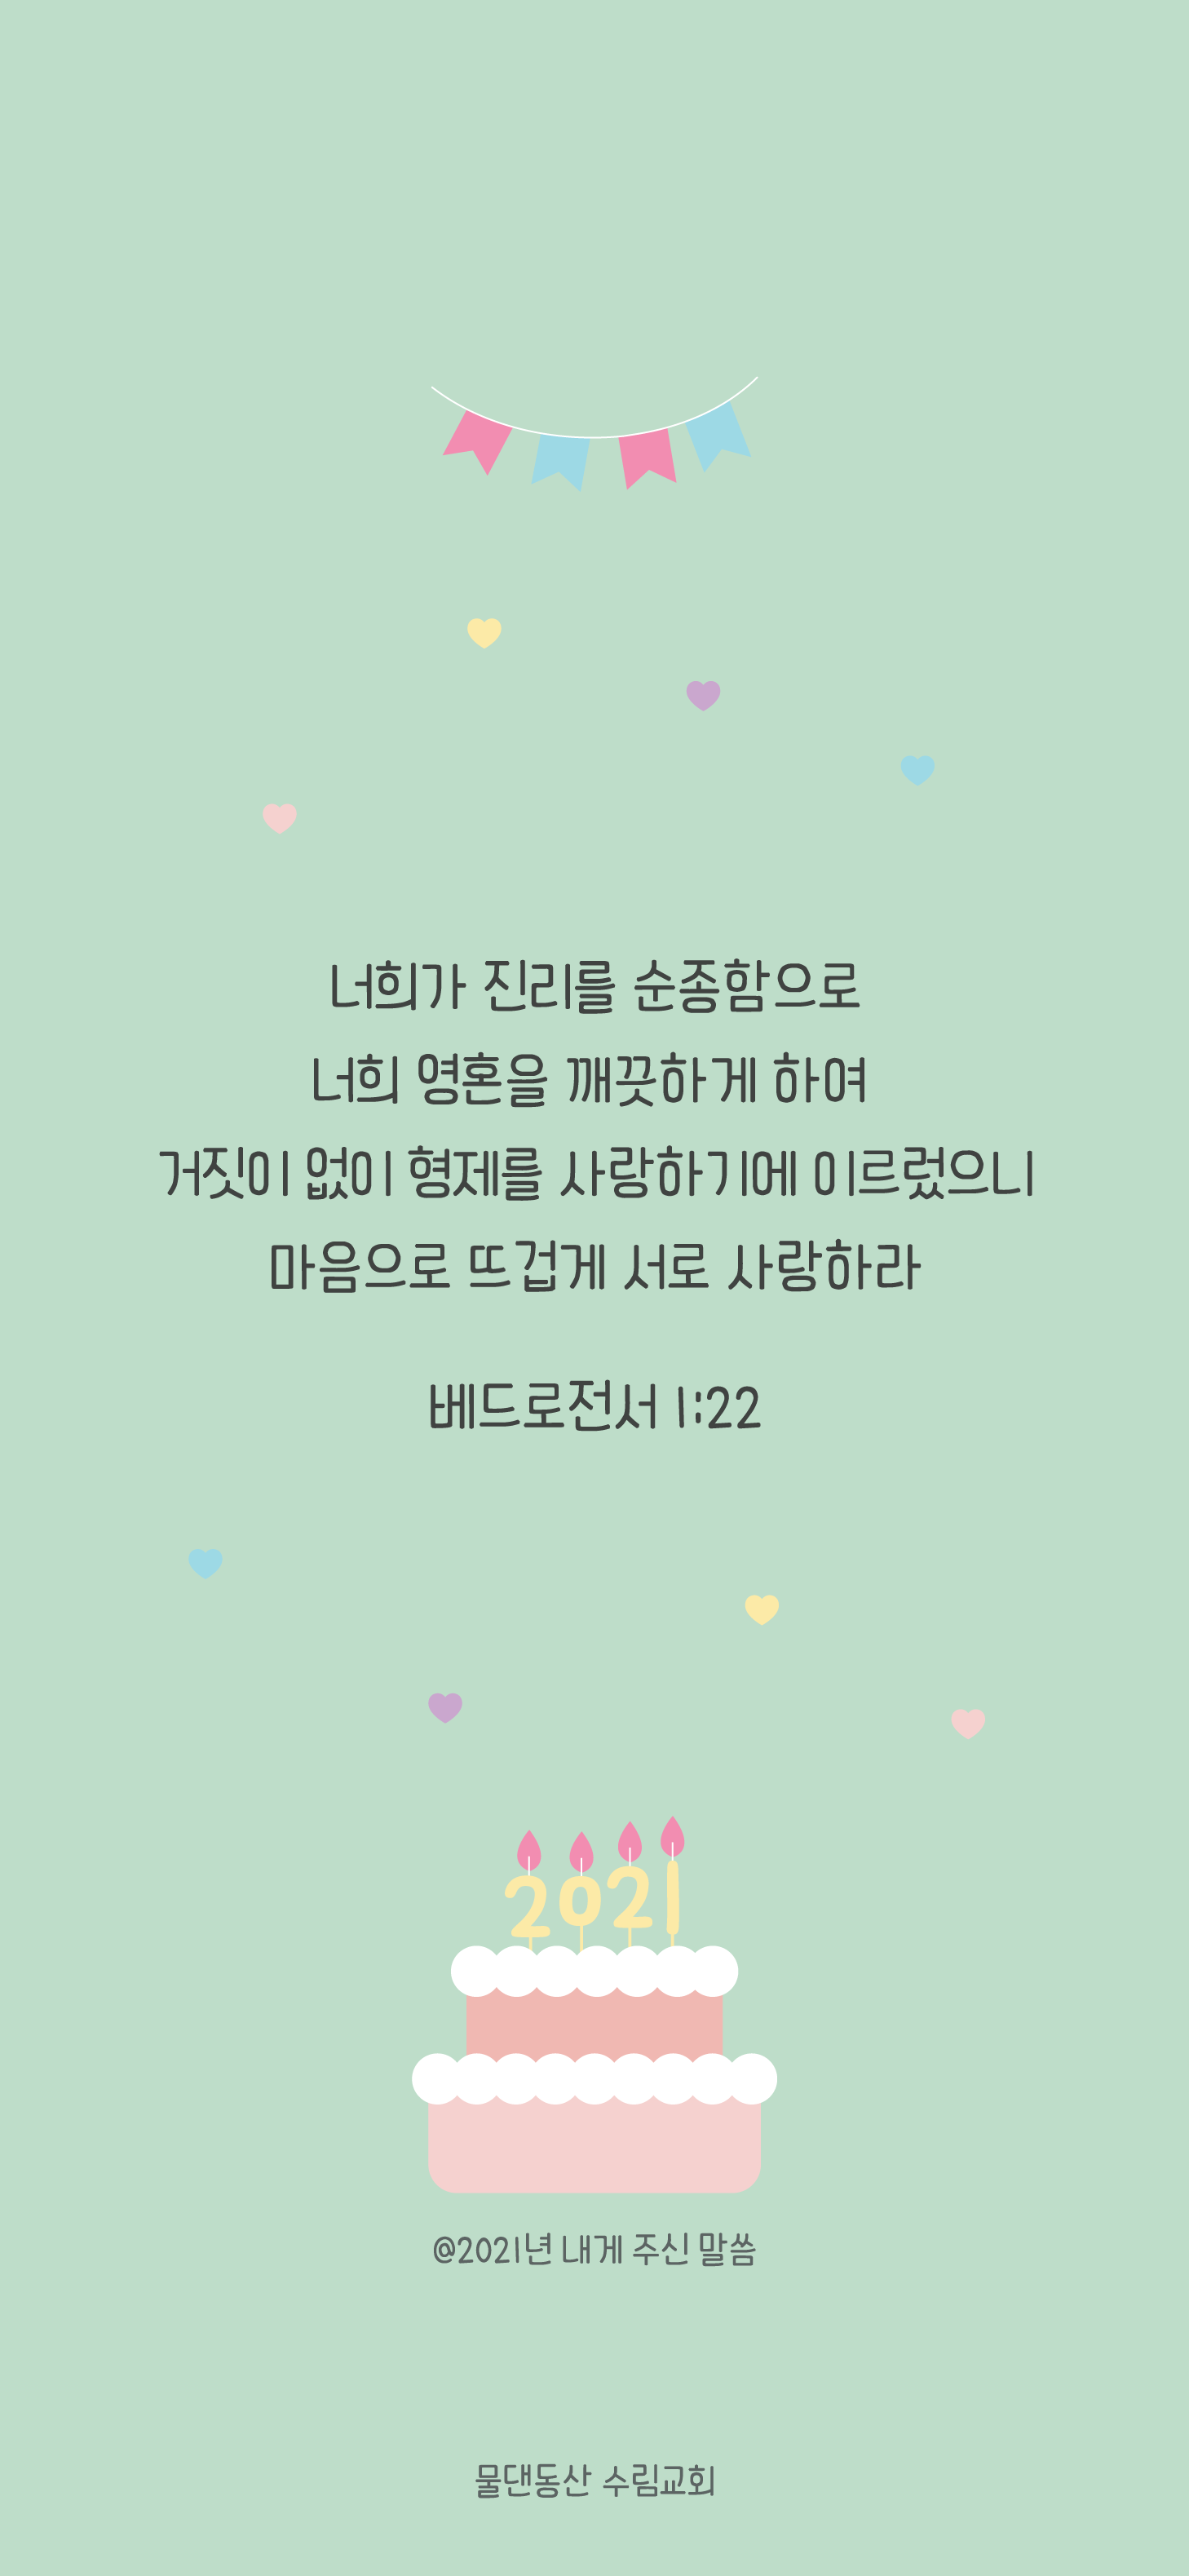 너희가 진리를 순종함으로
너희 영혼을 깨끗하게 하여
거짓이 없이 형제를 사랑하기에 이르렀으니
마음으로 뜨겁게 서로 사랑하라
베드로전서 1:22
2021
@2021년 내게 주신 말씀
물댄동산 수림교회